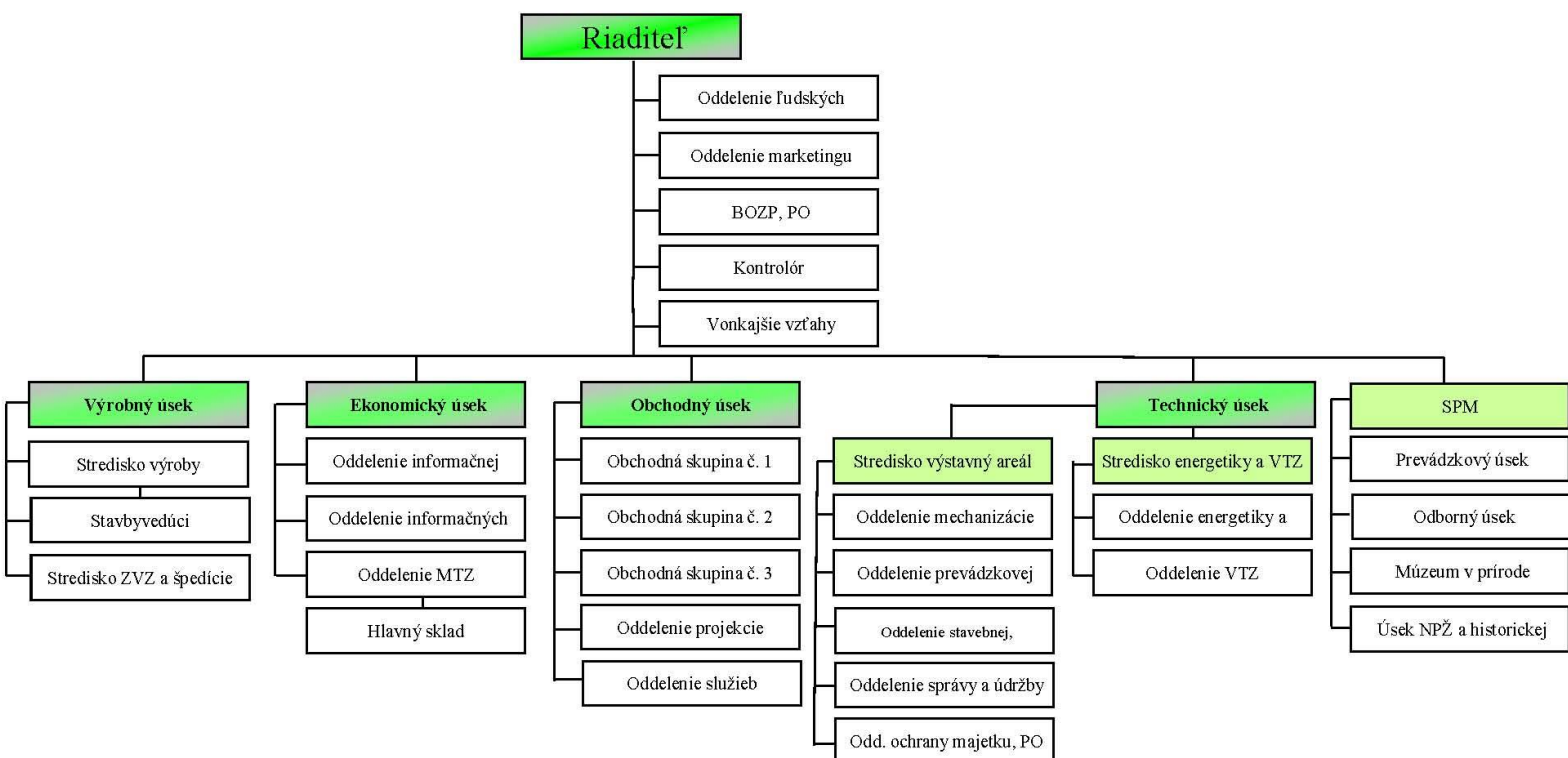 Riaditeľ
Oddelenie ľudských
Oddelenie marketingu
BOZP, PO
Kontrolór
Vonkajšie vzťahy
Výrobný úsek
Stredisko výroby
Stavbyvedúci
Stredisko ZVZ a špedície
Ekonomický úsek
Oddelenie informačnej
Oddelenie informačných
Oddelenie MTZ
Hlavný sklad
Obchodný úsek
Obchodná skupina č. 1
Obchodná skupina č. 2
Obchodná skupina č. 3
Oddelenie projekcie
Oddelenie služieb
Technický úsek
Stredisko výstavný areál
Oddelenie mechanizácie
Oddelenie prevádzkovej
Oddelenie stavebnej,
Oddelenie správy a údržby
Odd. ochrany majetku, PO
Stredisko energetiky a VTZ
Oddelenie energetiky a
Oddelenie VTZ
SPM
Prevádzkový úsek
Odborný úsek
Múzeum v prírode
Úsek NPŽ a historickej